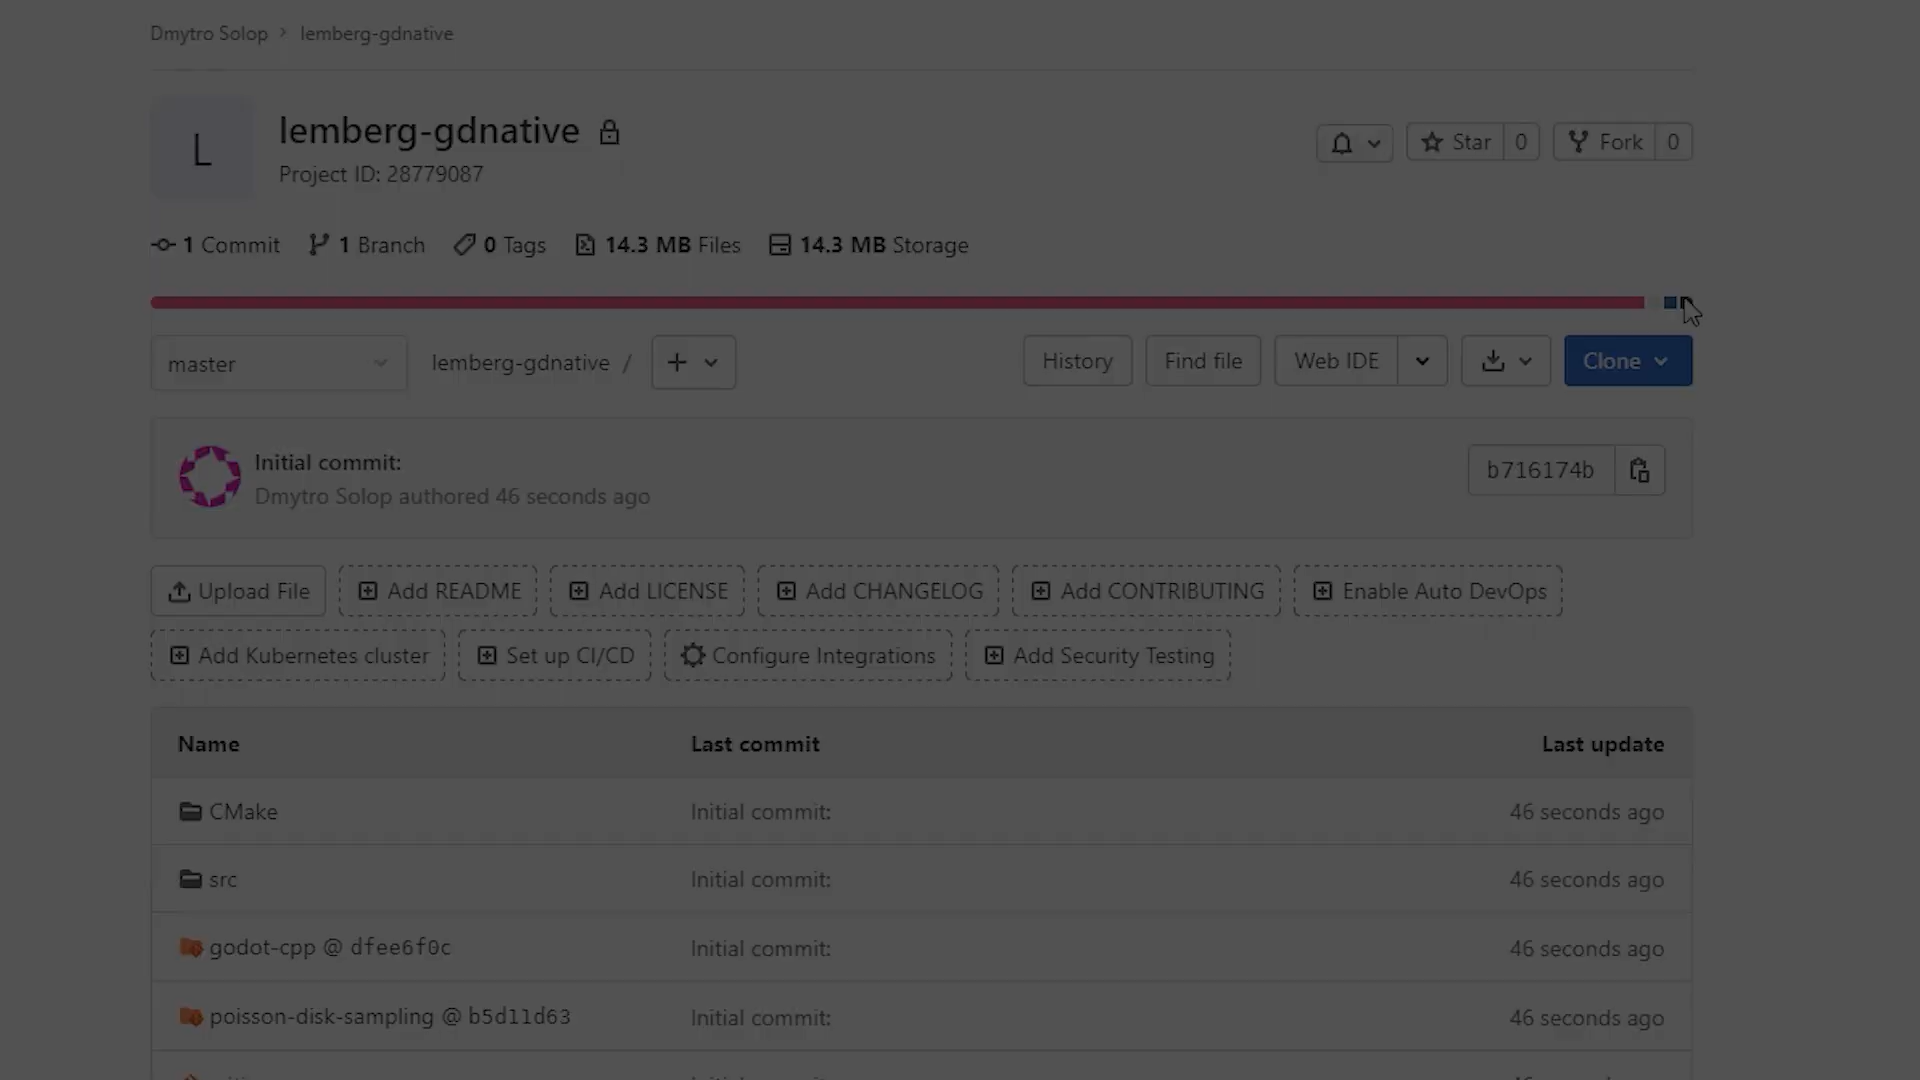 Dmytro Solop > lemberg-gdnative
L
lemberg-gdnative
Project ID: 28779087
Star 0 Fork 0
1 Commit 1 Branch 0 Tags 14.3 MB Files 14.3 MB Storage
master lemberg-gdnative / History Find file Web IDE Clone
Initial commit:
Dmytro Solop authored 46 seconds ago
b716174b
Upload File Add README Add LICENSE Add CHANGELOG Add CONTRIBUTING Enable Auto DevOps
Add Kubernetes cluster Set up CI/CD Configure Integrations Add Security Testing
Name Last commit Last update
CMake Initial commit: 46 seconds ago
src Initial commit: 46 seconds ago
godot-cpp @ dfee6f0c Initial commit: 46 seconds ago
poisson-disk-sampling @ b5d11d63 Initial commit: 46 seconds ago